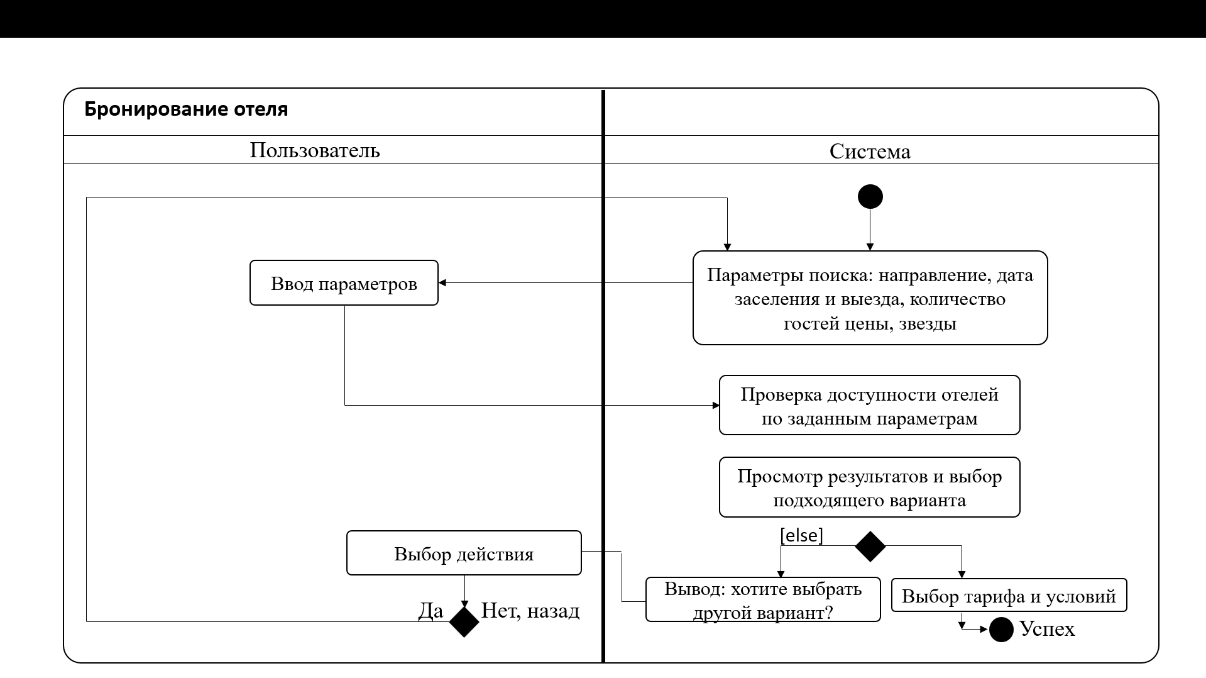 Бронирование отеля
Пользователь
Система
Ввод параметров
Параметры поиска: направление, дата
заселения и выезда, количество
гостей цены, звезды
Проверка доступности отелей
по заданным параметрам
Просмотр результатов и выбор
подходящего варианта
[else]
Выбор действия
Вывод: хотите выбрать
другой вариант?
Выбор тарифа и условий
Да
Нет, назад
Успех